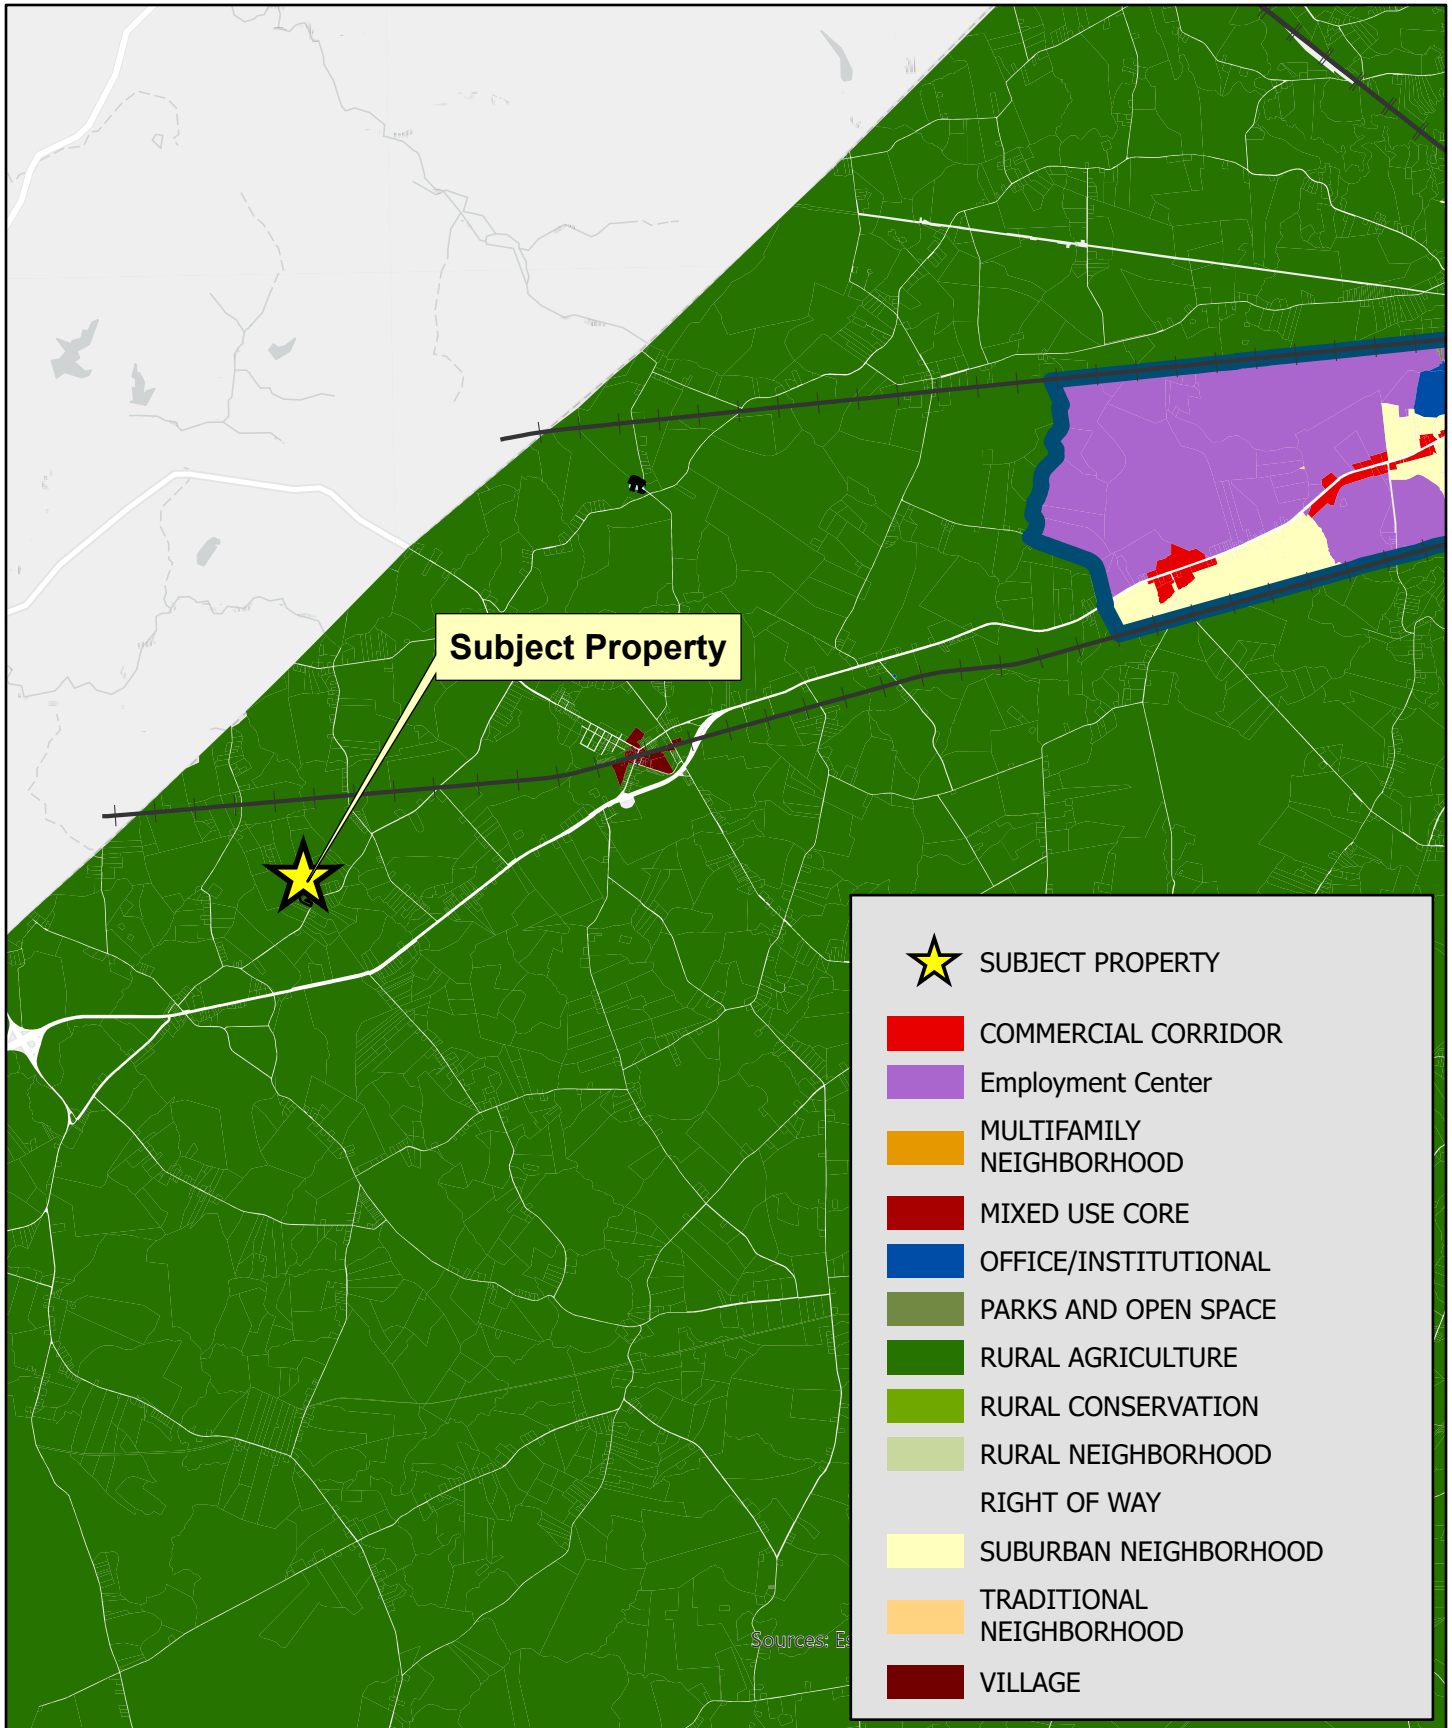 Subject Property
SUBJECT PROPERTY
COMMERCIAL CORRIDOR
Employment Center
MULTIFAMILY
NEIGHBORHOOD
MIXED USE CORE
OFFICE/INSTITUTIONAL
PARKS AND OPEN SPACE
RURAL AGRICULTURE
RURAL CONSERVATION
RURAL NEIGHBORHOOD
RIGHT OF WAY
SUBURBAN NEIGHBORHOOD
TRADITIONAL
NEIGHBORHOOD
VILLAGE
Sources: